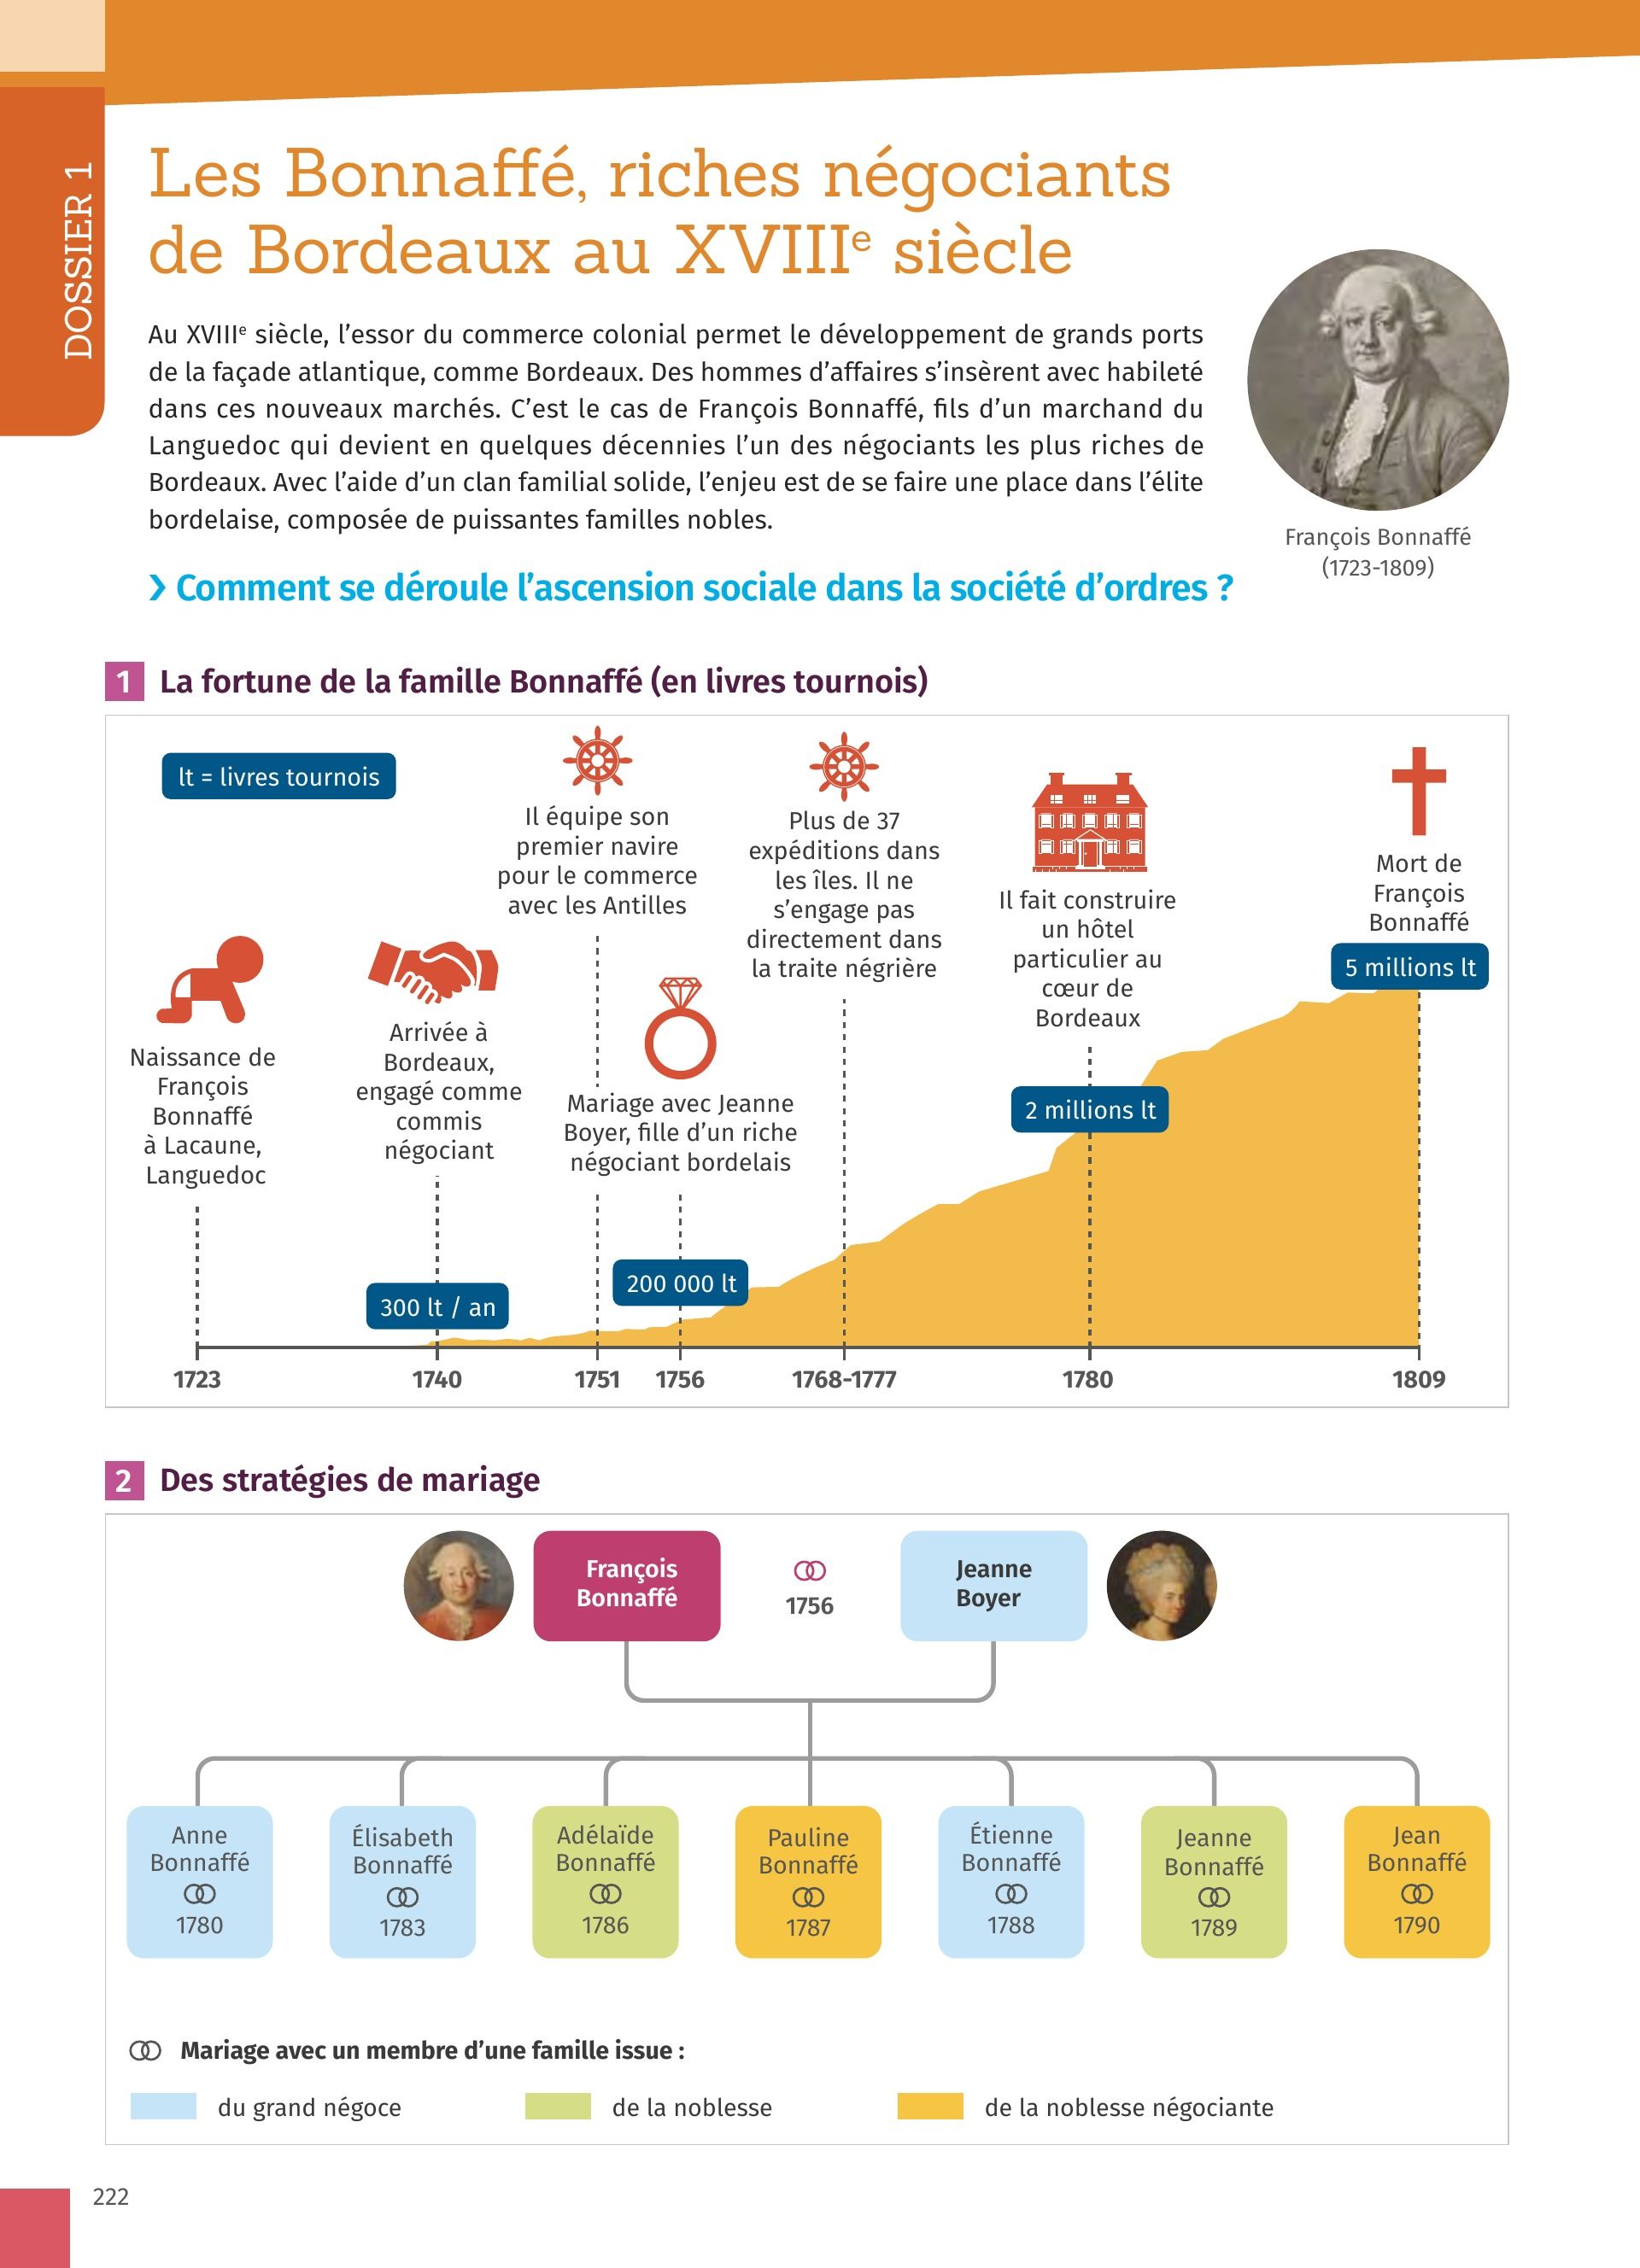 DOSSIER 1
Les Bonnaffé, riches négociants
de Bordeaux au XVIIIe siècle
Au XVIIIe siècle, l’essor du commerce colonial permet le développement de grands ports
de la façade atlantique, comme Bordeaux. Des hommes d’affaires s’insèrent avec habileté
dans ces nouveaux marchés. C’est le cas de François Bonnaffé, fils d’un marchand du
Languedoc qui devient en quelques décennies l’un des négociants les plus riches de
Bordeaux. Avec l’aide d’un clan familial solide, l’enjeu est de se faire une place dans l’élite
bordelaise, composée de puissantes familles nobles.
François Bonnaffé
(1723-1809)
❯ Comment se déroule l’ascension sociale dans la société d’ordres ?
1 La fortune de la famille Bonnaffé (en livres tournois)
lt = livres tournois
Naissance de
François
Bonnaffé
à Lacaune,
Languedoc
Arrivée à
Bordeaux,
engagé comme
commis
négociant
300 lt / an
Il équipe son
premier navire
pour le commerce
avec les Antilles
Mariage avec Jeanne
Boyer, fille d’un riche
négociant bordelais
200 000 lt
Plus de 37
expéditions dans
les îles. Il ne
s’engage pas
directement dans
la traite négrière
Il fait construire
un hôtel
particulier au
cœur de
Bordeaux
2 millions lt
Mort de
François
Bonnaffé
5 millions lt
1723 1740 1751 1756 1768-1777 1780 1809
2 Des stratégies de mariage
François
Bonnaffé
1756
Jeanne
Boyer
Anne
Bonnaffé
1780
Élisabeth
Bonnaffé
1783
Adélaïde
Bonnaffé
1786
Pauline
Bonnaffé
1787
Étienne
Bonnaffé
1788
Jeanne
Bonnaffé
1789
Jean
Bonnaffé
1790
Mariage avec un membre d’une famille issue :
du grand négoce
de la noblesse
de la noblesse négociante
222